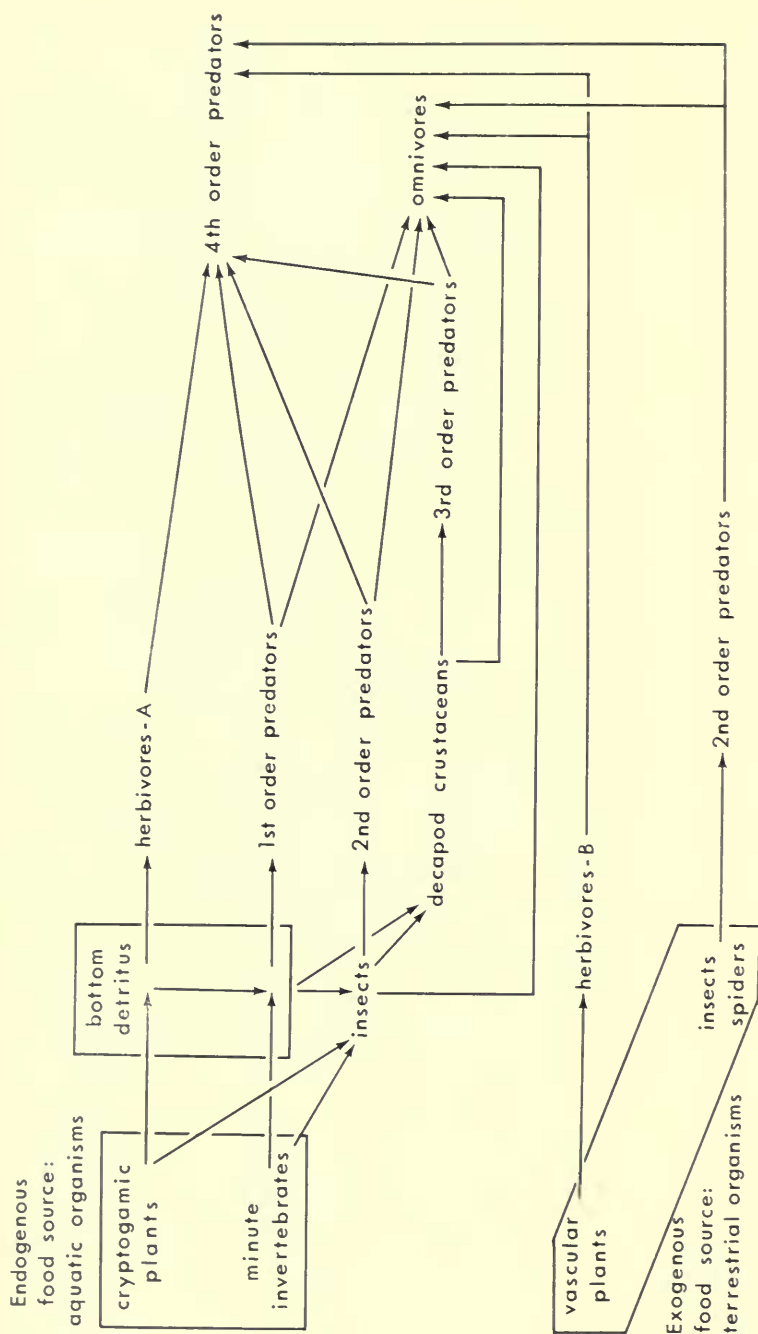 Endogenous
food source:
aquatic organisms
cryptogamic
plants
minute
invertebrates
bottom
detritus
herbivores-A
1st order predators
insects
2nd order predators
decapod crustaceans
3rd order predators
4th order predators
omnivores
vascular
plants
herbivores-B
Exogenous
food source:
terrestrial organisms
insects
spiders
2nd order predators